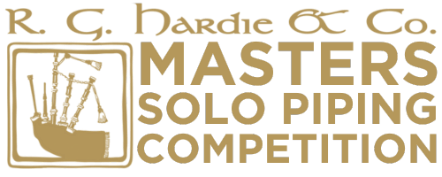 R. G. Hardie & Co.
MASTERS
SOLO PIPING
COMPETITION